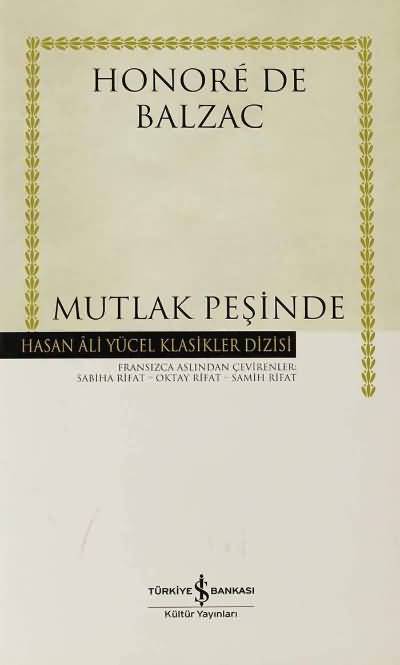 HONORÉ DE
BALZAC
MUTLAK PEŞİNDE
HASAN ÂLİ YÜCEL KLASİKLER DİZİSİ
FRANSIZCA ASLINDAN ÇEVİRENLER:
SABİHA RİFAT – OKTAY RİFAT – SAMİH RİFAT
TÜRKİYE İŞ BANKASI
Kültür Yayınları